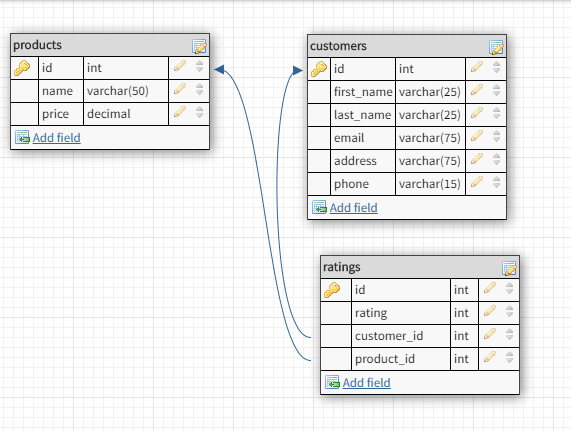 products
id int
name varchar(50)
price decimal
Add field
customers
id int
first_name varchar(25)
last_name varchar(25)
email varchar(75)
address varchar(75)
phone varchar(15)
Add field
ratings
id int
rating int
customer_id int
product_id int
Add field